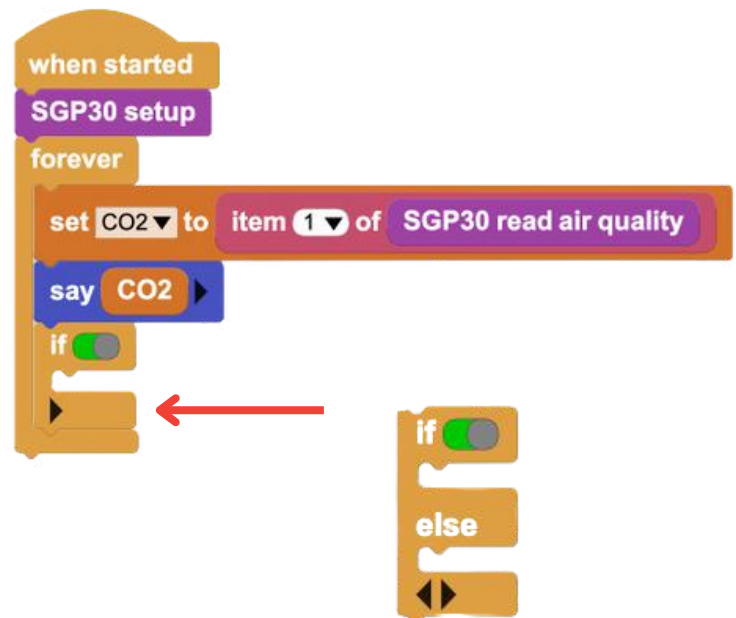 when started
SGP30 setup
forever
set CO2 to item 1 of SGP30 read air quality
say CO2
if
if
else